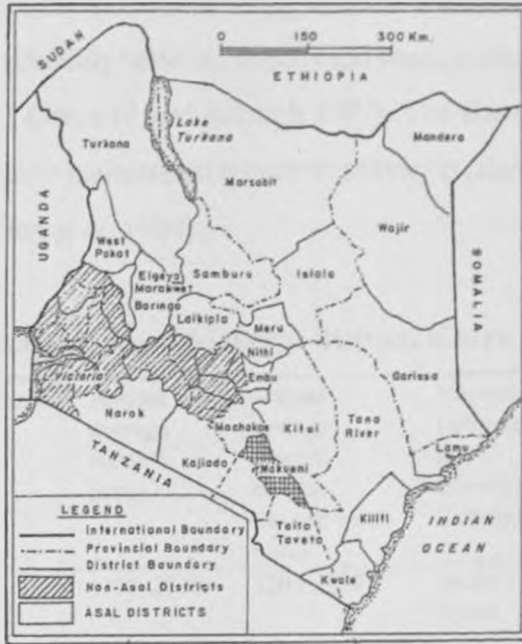 0 150 300 Km.
SUDAN
ETHIOPIA
Lake
Turkana
Turkana
Mandera
Marsabit
UGANDA
Wajir
West
Pokot
Elgeyo
Marakwet
Samburu
Isiolo
SOMALIA
Baringo
Laikipia
Meru
Nithi
Embu
Garissa
L. Victoria
Narok
Machakos
Kitui
Tana
River
Lamu
TANZANIA
Kajiado
Makueni
LEGEND
International Boundary
Provincial Boundary
District Boundary
Non-Asal Districts
ASAL DISTRICTS
Taita
Taveta
Kilifi
INDIAN
OCEAN
Kwale